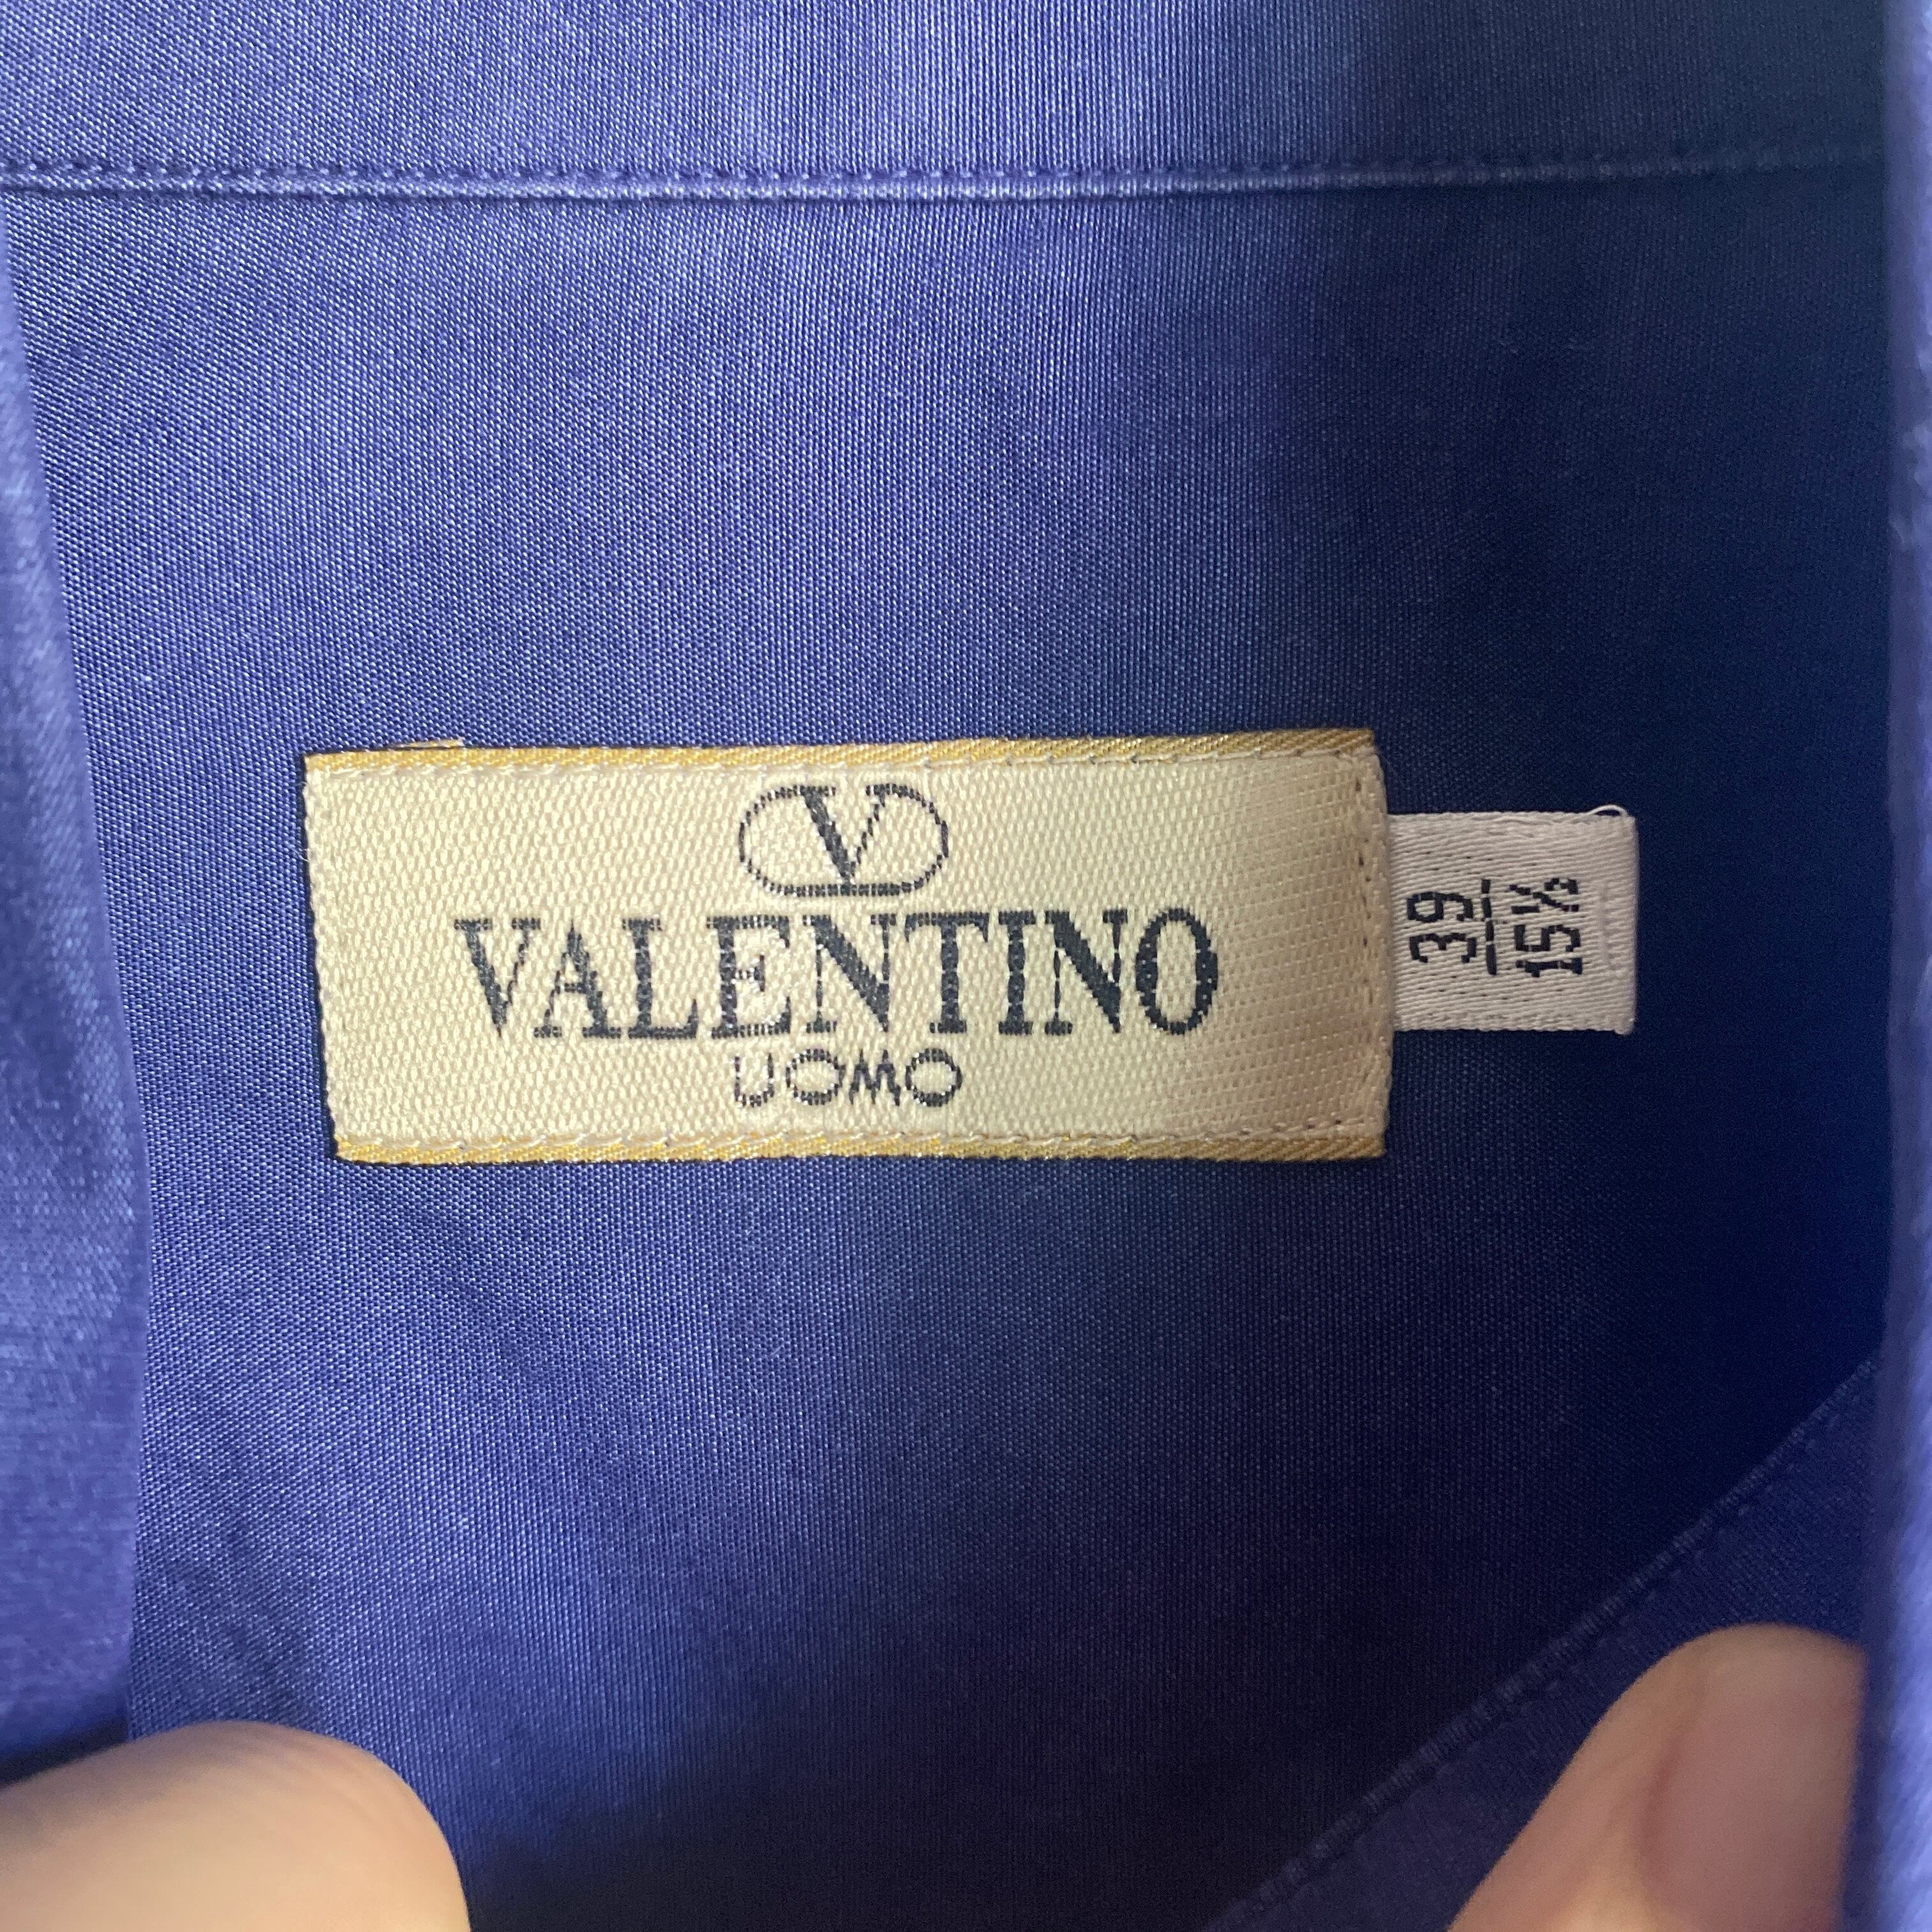 V
VALENTINO
UOMO
39
15½